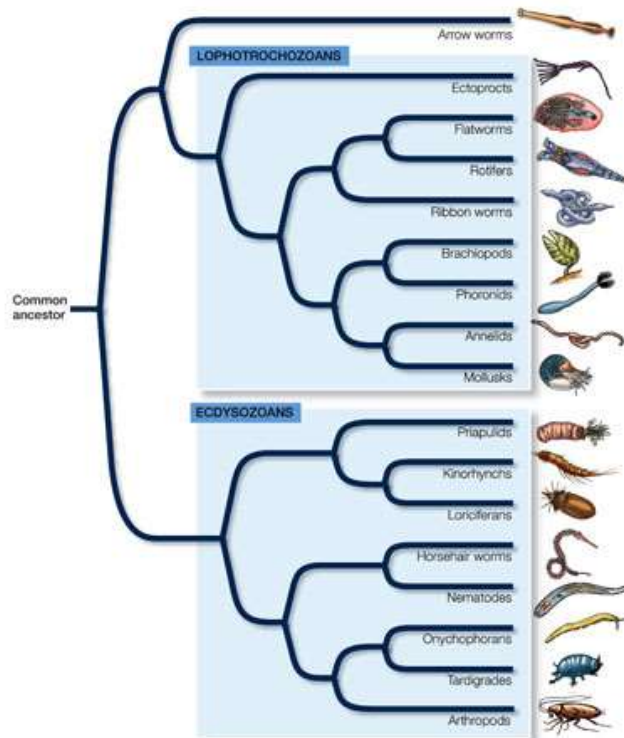 Arrow worms
LOPHOTROCHOZOANS
Ectoprocts
Flatworms
Rotifers
Ribbon worms
Brachiopods
Phoronids
Annelids
Mollusks
Common
ancestor
ECDYSOZOANS
Priapulids
Kinorhynchs
Loriciferans
Horsehair worms
Nematodes
Onychophorans
Tardigrades
Arthropods